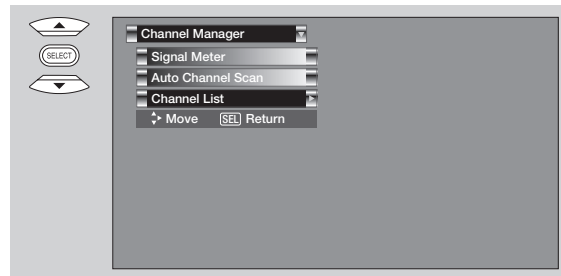 SELECT
Channel Manager
Signal Meter
Auto Channel Scan
Channel List
Move SEL Return